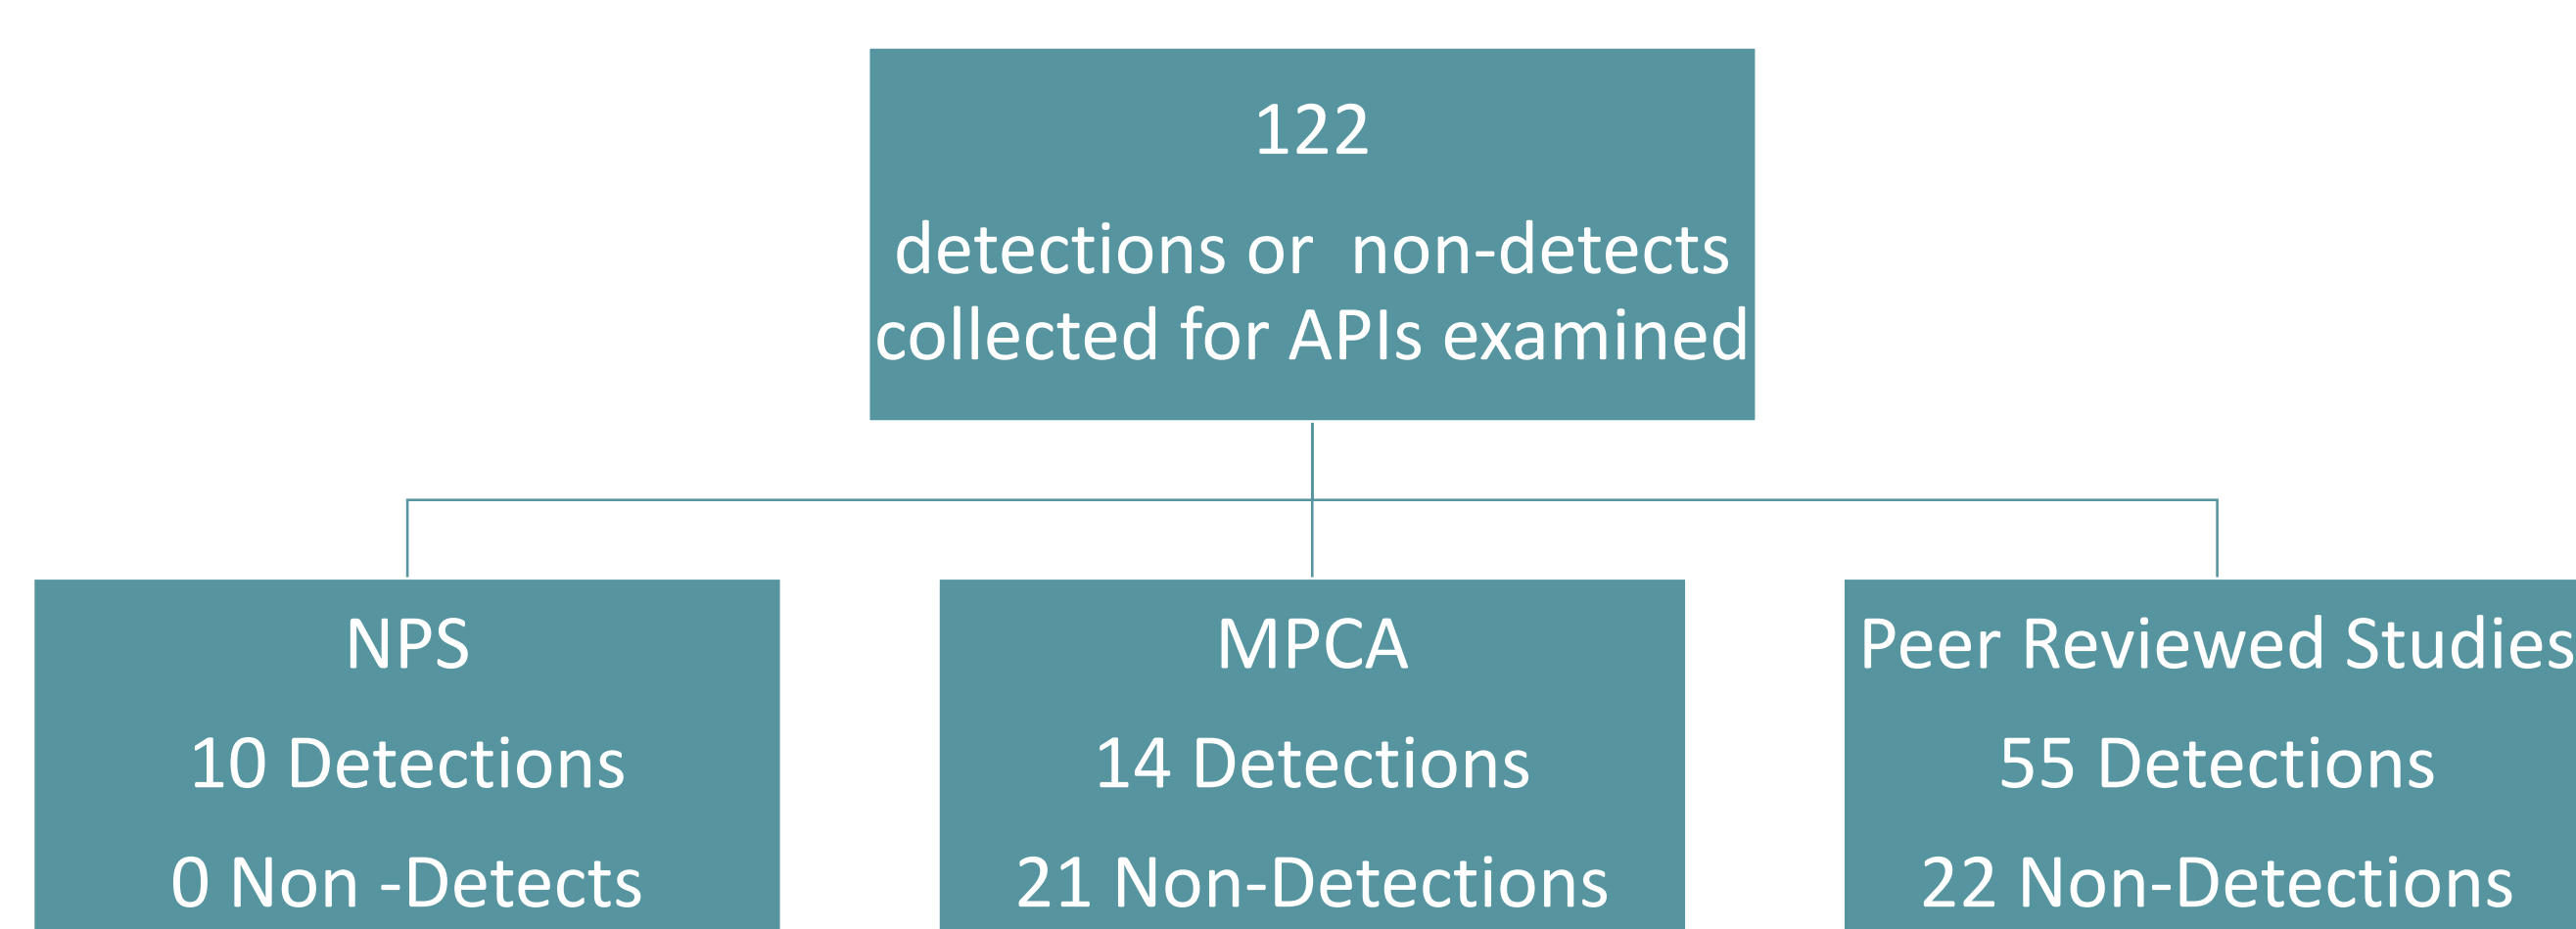 122
detections or  non-detects
collected for APIs examined
NPS
10 Detections
0 Non -Detects
MPCA
14 Detections
21 Non-Detections
Peer Reviewed Studies
55 Detections
22 Non-Detections